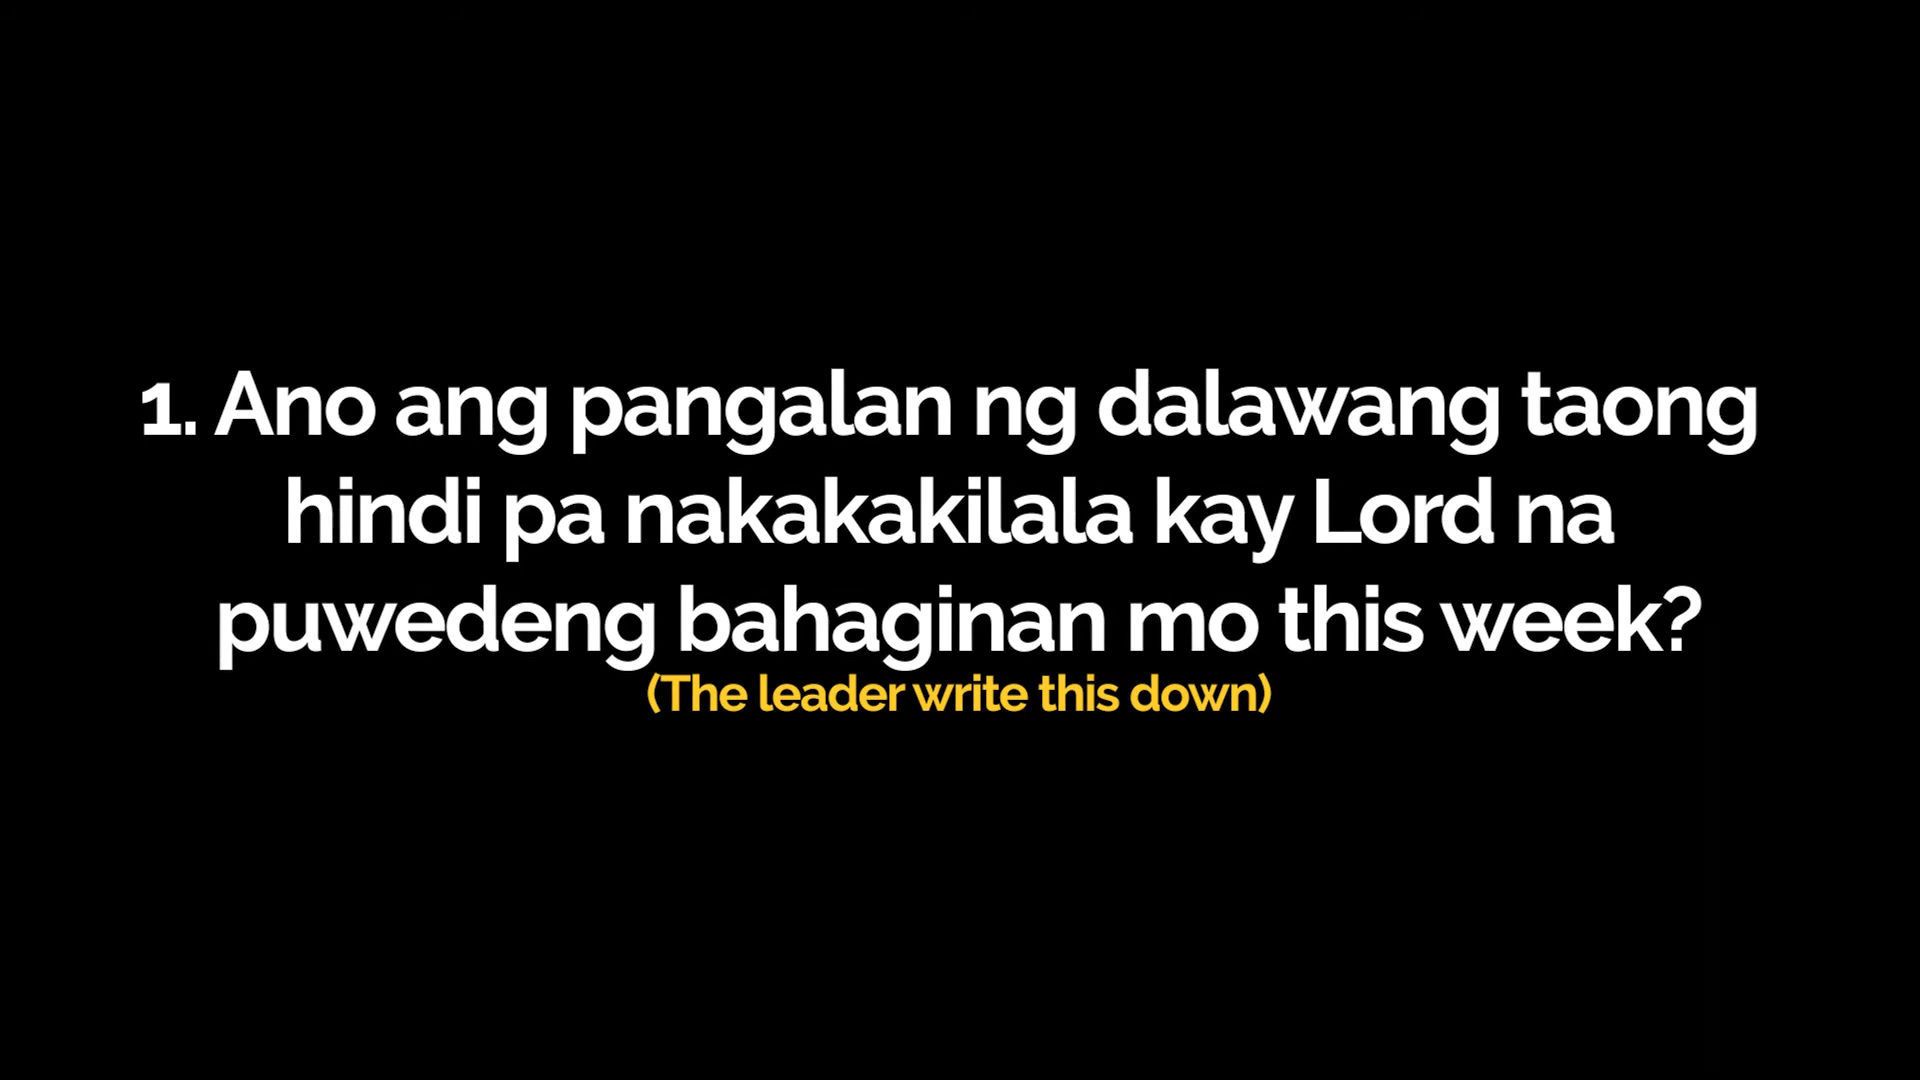 1. Ano ang pangalan ng dalawang taong
hindi pa nakakakilala kay Lord na
puwedeng bahaginan mo this week?
(The leader write this down)